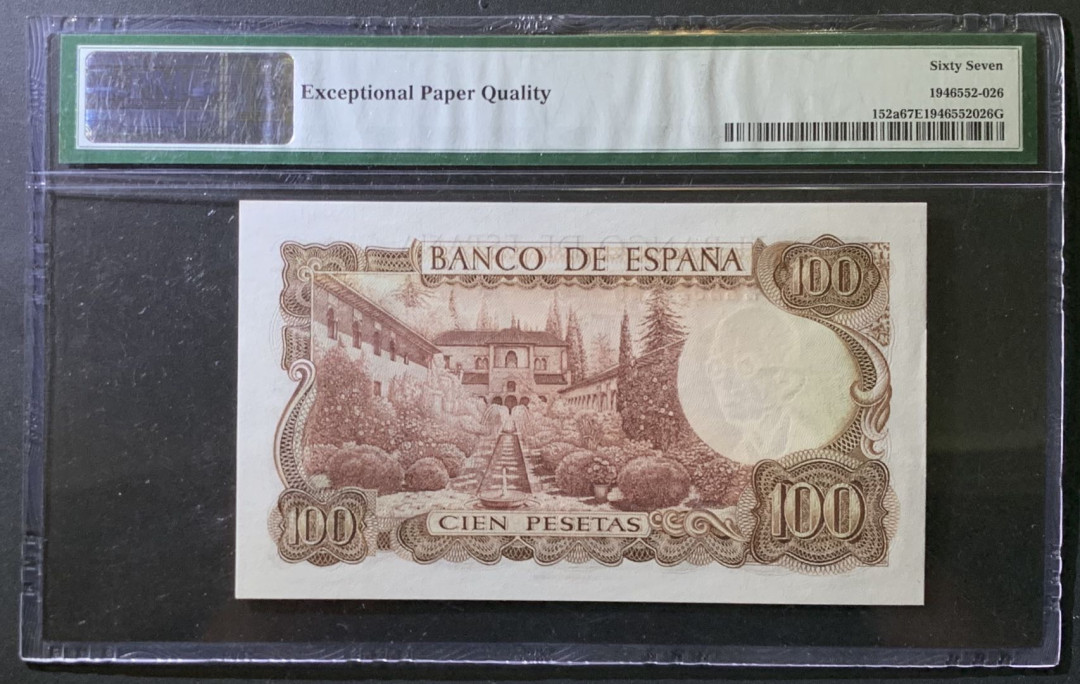 Exceptional Paper Quality
Sixty Seven
1946552-026
152a67E1946552026G
BANCO DE ESPAÑA
100
100
CIEN PESETAS
100